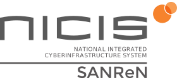 nicis
NATIONAL INTEGRATED
CYBERINFRASTRUCTURE SYSTEM
SANReN